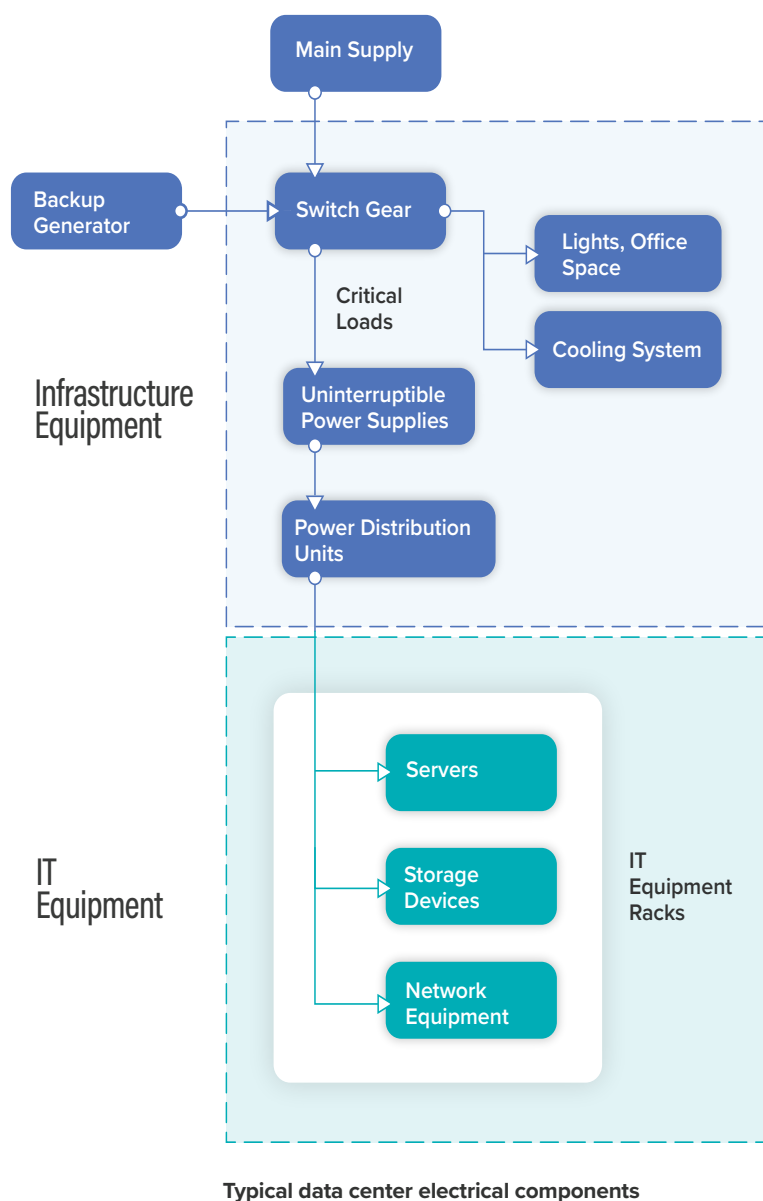 Main Supply
Backup
Generator
Switch Gear
Lights, Office
Space
Critical
Loads
Cooling System
Infrastructure
Equipment
Uninterruptible
Power Supplies
Power Distribution
Units
Servers
IT
Equipment
Storage
Devices
IT
Equipment
Racks
Network
Equipment
Typical data center electrical components